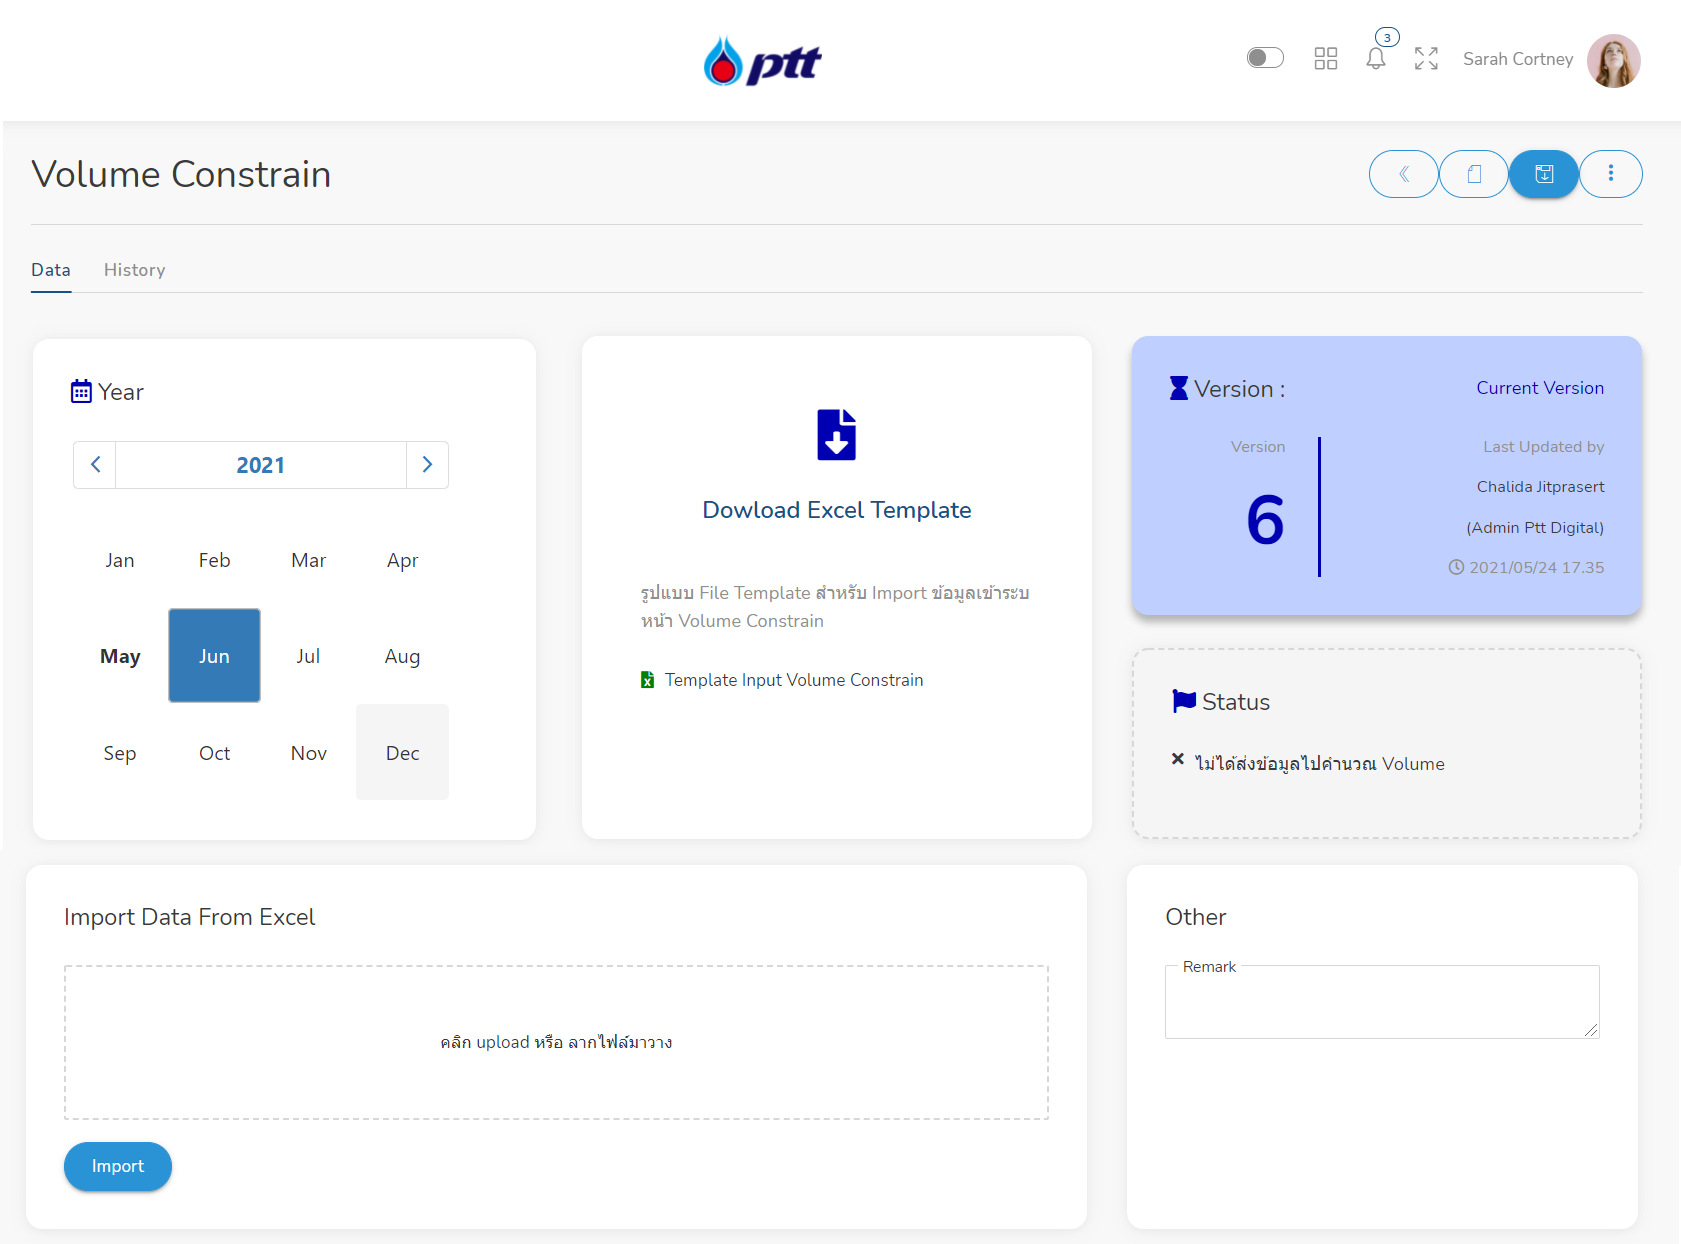 ptt
3
Sarah Cortney
Volume Constrain
Data
History
Year
2021
Jan Feb Mar Apr
May Jun Jul Aug
Sep Oct Nov Dec
Dowload Excel Template
รูปแบบ File Template สำหรับ Import ข้อมูลเข้าระบ
หน้า Volume Constrain
Template Input Volume Constrain
Version :
Current Version
Version
6
Last Updated by
Chalida Jitprasert
(Admin Ptt Digital)
2021/05/24 17.35
Status
ไม่ได้ส่งข้อมูลไปคำนวณ Volume
Import Data From Excel
คลิก upload หรือ ลากไฟล์มาวาง
Import
Other
Remark